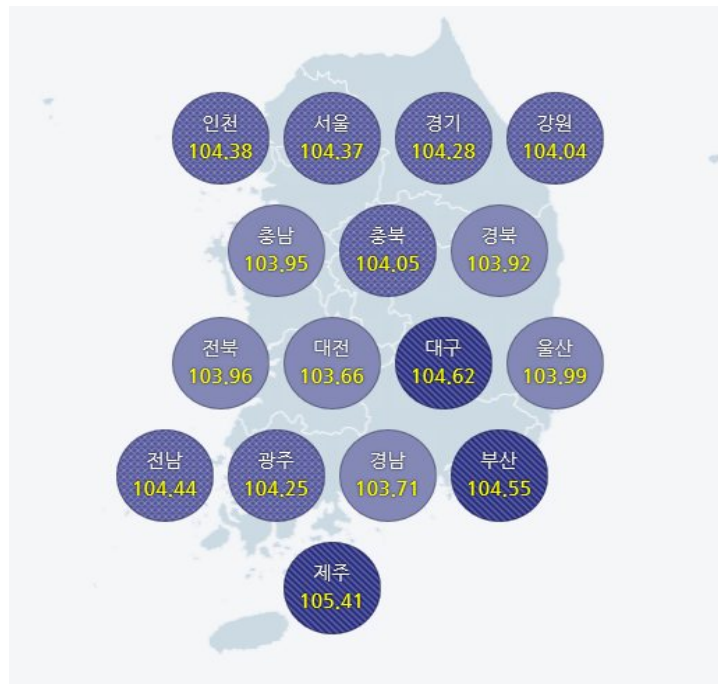 인천
104.38
서울
104.37
경기
104.28
강원
104.04
충남
103.95
충북
104.05
경북
103.92
전북
103.96
대전
103.66
대구
104.62
울산
103.99
전남
104.44
광주
104.25
경남
103.71
부산
104.55
제주
105.41